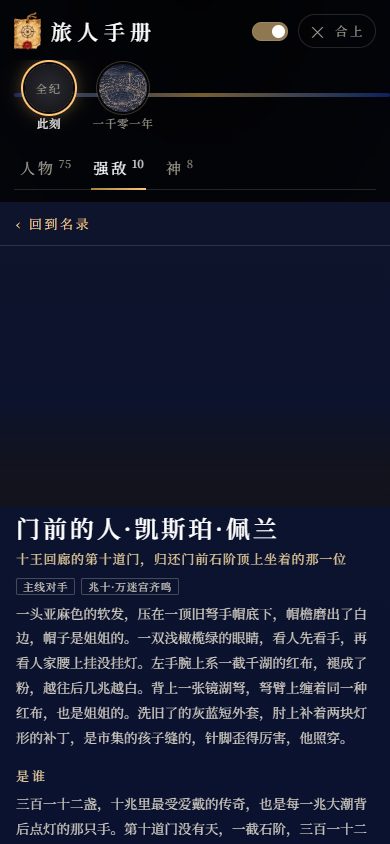 旅人手册
合上
全纪
此刻
一千零一年
人物 75
强敌 10
神 8
‹ 回到名录
门前的人·凯斯珀·佩兰
十王回廊的第十道门，归还门前石阶顶上坐着的那一位
主线对手
兆十·万迷宫齐鸣
一头亚麻色的软发，压在一顶旧弩手帽底下，帽檐磨出了白
边，帽子是姐姐的。一双浅橄榄绿的眼睛，看人先看手，再
看人家腰上挂没挂灯。左手腕上系一截千湖的红布，褪成了
粉，越往后几兆越白。背上一张镜湖弩，弩臂上缠着同一种
红布，也是姐姐的。洗旧了的灰蓝短外套，肘上补着两块灯
形的补丁，是市集的孩子缝的，针脚歪得厉害，他照穿。
是谁
三百一十二盏，十兆里最受爱戴的传奇，也是每一兆大潮背
后点灯的那只手。第十道门没有天，一截石阶，三百一十二